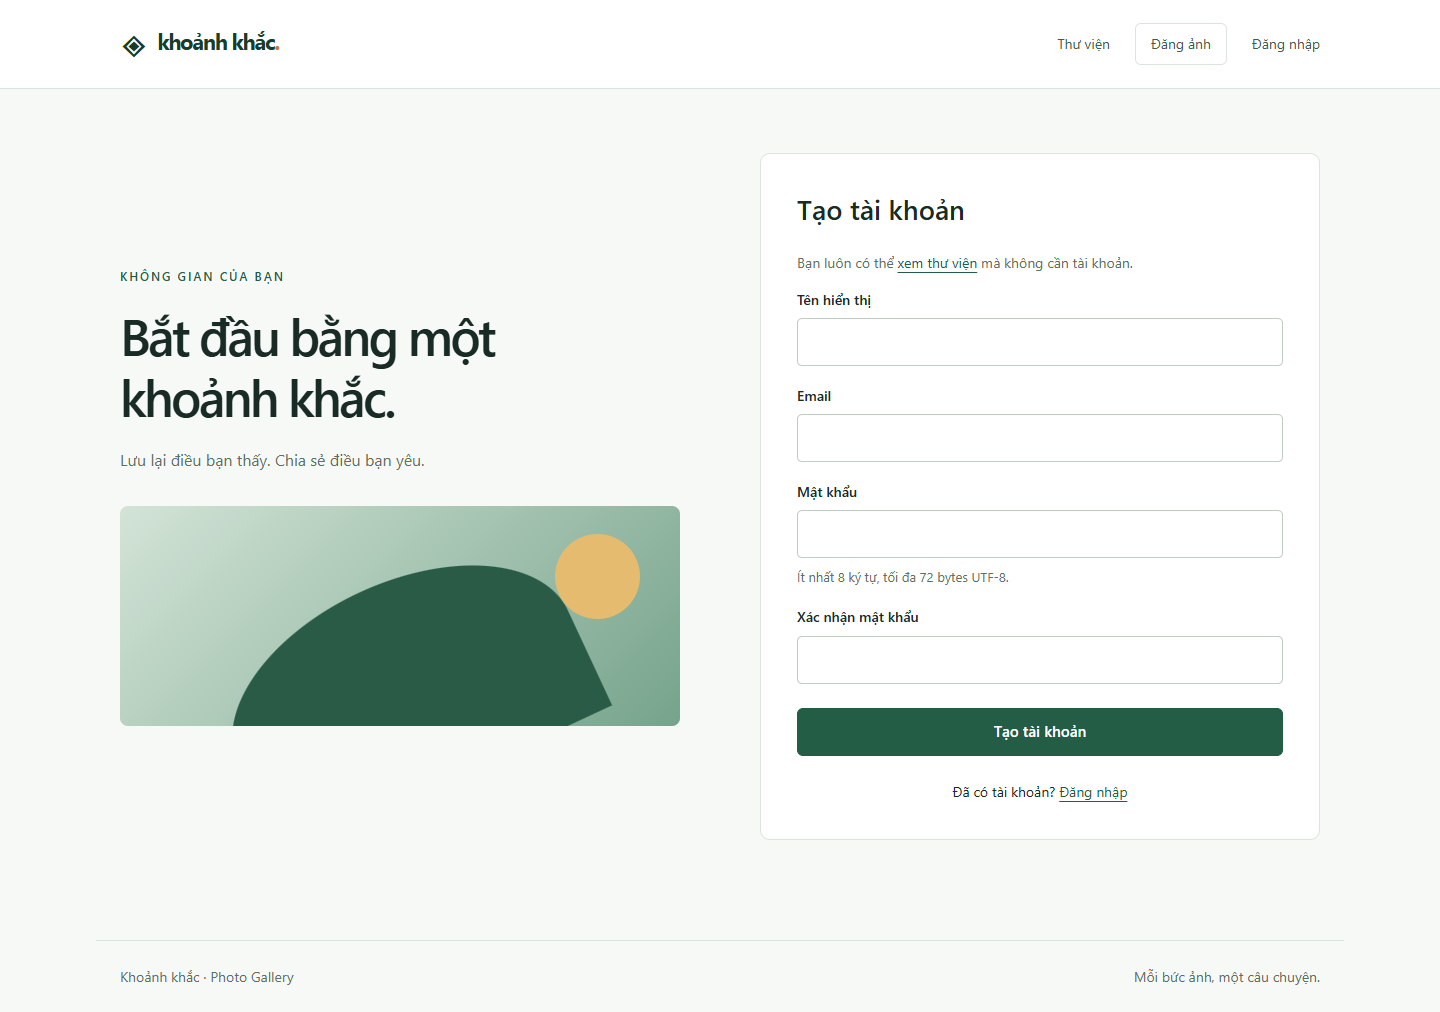 khoảnh khắc.
Thư viện
Đăng ảnh
Đăng nhập
KHÔNG GIAN CỦA BẠN
Bắt đầu bằng một
khoảnh khắc.
Lưu lại điều bạn thấy. Chia sẻ điều bạn yêu.
Tạo tài khoản
Bạn luôn có thể xem thư viện mà không cần tài khoản.
Tên hiển thị
Email
Mật khẩu
Ít nhất 8 ký tự, tối đa 72 bytes UTF-8.
Xác nhận mật khẩu
Tạo tài khoản
Đã có tài khoản? Đăng nhập
Khoảnh khắc · Photo Gallery
Mỗi bức ảnh, một câu chuyện.